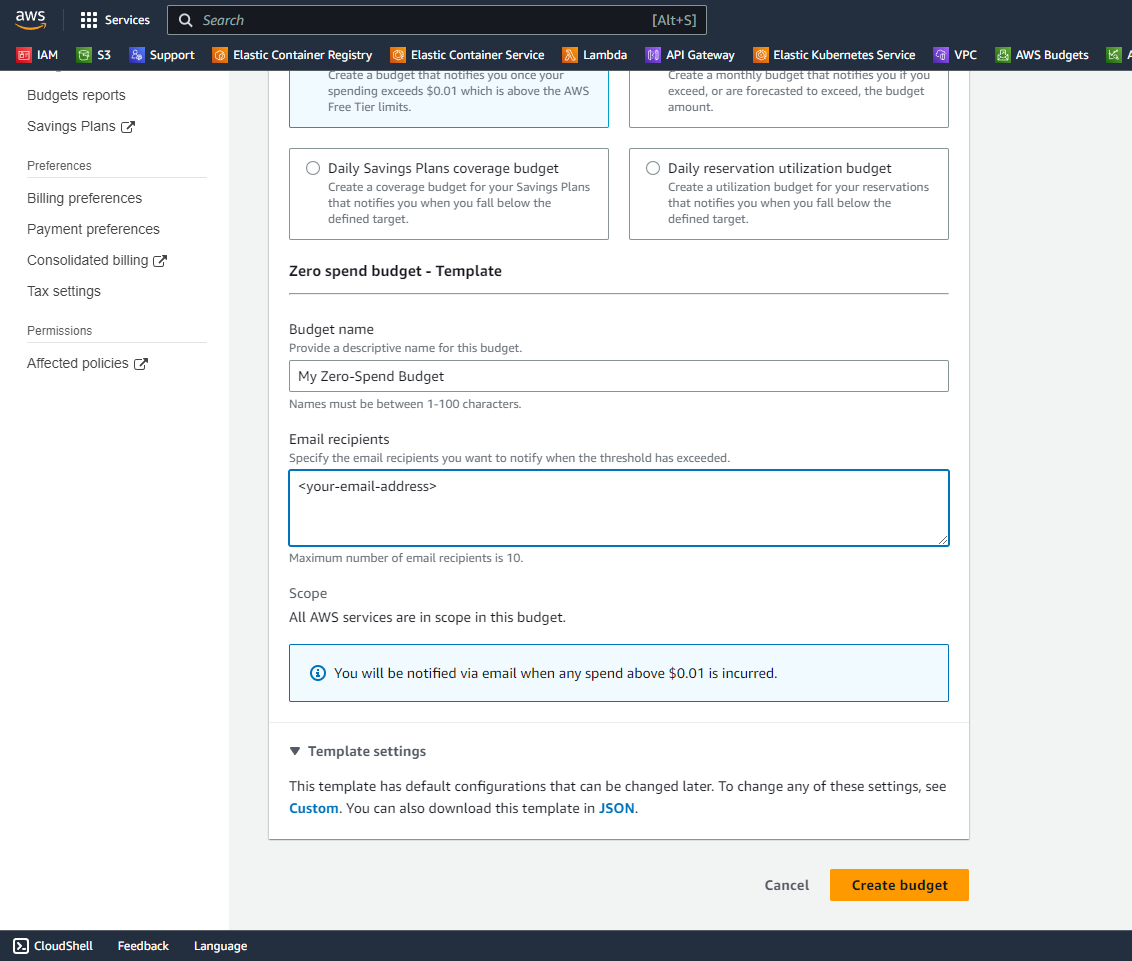 aws
Services
Search
[Alt+S]
IAM
S3
Support
Elastic Container Registry
Elastic Container Service
Lambda
API Gateway
Elastic Kubernetes Service
VPC
AWS Budgets
Budgets reports
Savings Plans
Preferences
Billing preferences
Payment preferences
Consolidated billing
Tax settings
Permissions
Affected policies
Create a budget that notifies you once your
spending exceeds $0.01 which is above the AWS
Free Tier limits.
Create a monthly budget that notifies you if you
exceed, or are forecasted to exceed, the budget
amount.
Daily Savings Plans coverage budget
Create a coverage budget for your Savings Plans
that notifies you when you fall below the
defined target.
Daily reservation utilization budget
Create a utilization budget for your reservations
that notifies you when you fall below the
defined target.
Zero spend budget - Template
Budget name
Provide a descriptive name for this budget.
My Zero-Spend Budget
Names must be between 1-100 characters.
Email recipients
Specify the email recipients you want to notify when the threshold has exceeded.
<your-email-address>
Maximum number of email recipients is 10.
Scope
All AWS services are in scope in this budget.
You will be notified via email when any spend above $0.01 is incurred.
Template settings
This template has default configurations that can be changed later. To change any of these settings, see
Custom. You can also download this template in JSON.
Cancel
Create budget
CloudShell
Feedback
Language